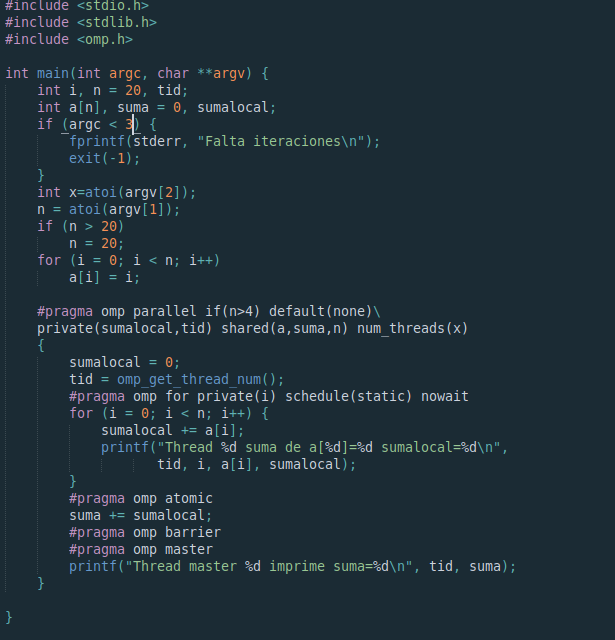 #include <stdio.h>
#include <stdlib.h>
#include <omp.h>

int main(int argc, char **argv) {
    int i, n = 20, tid;
    int a[n], suma = 0, sumalocal;
    if (argc < 3) {
        fprintf(stderr, "Falta iteraciones\n");
        exit(-1);
    }
    int x=atoi(argv[2]);
    n = atoi(argv[1]);
    if (n > 20)
        n = 20;
    for (i = 0; i < n; i++)
        a[i] = i;

    #pragma omp parallel if(n>4) default(none)\
    private(sumalocal,tid) shared(a,suma,n) num_threads(x)
    {
        sumalocal = 0;
        tid = omp_get_thread_num();
        #pragma omp for private(i) schedule(static) nowait
        for (i = 0; i < n; i++) {
            sumalocal += a[i];
            printf("Thread %d suma de a[%d]=%d sumalocal=%d\n",
                   tid, i, a[i], sumalocal);
        }
        #pragma omp atomic
        suma += sumalocal;
        #pragma omp barrier
        #pragma omp master
        printf("Thread master %d imprime suma=%d\n", tid, suma);
    }

}